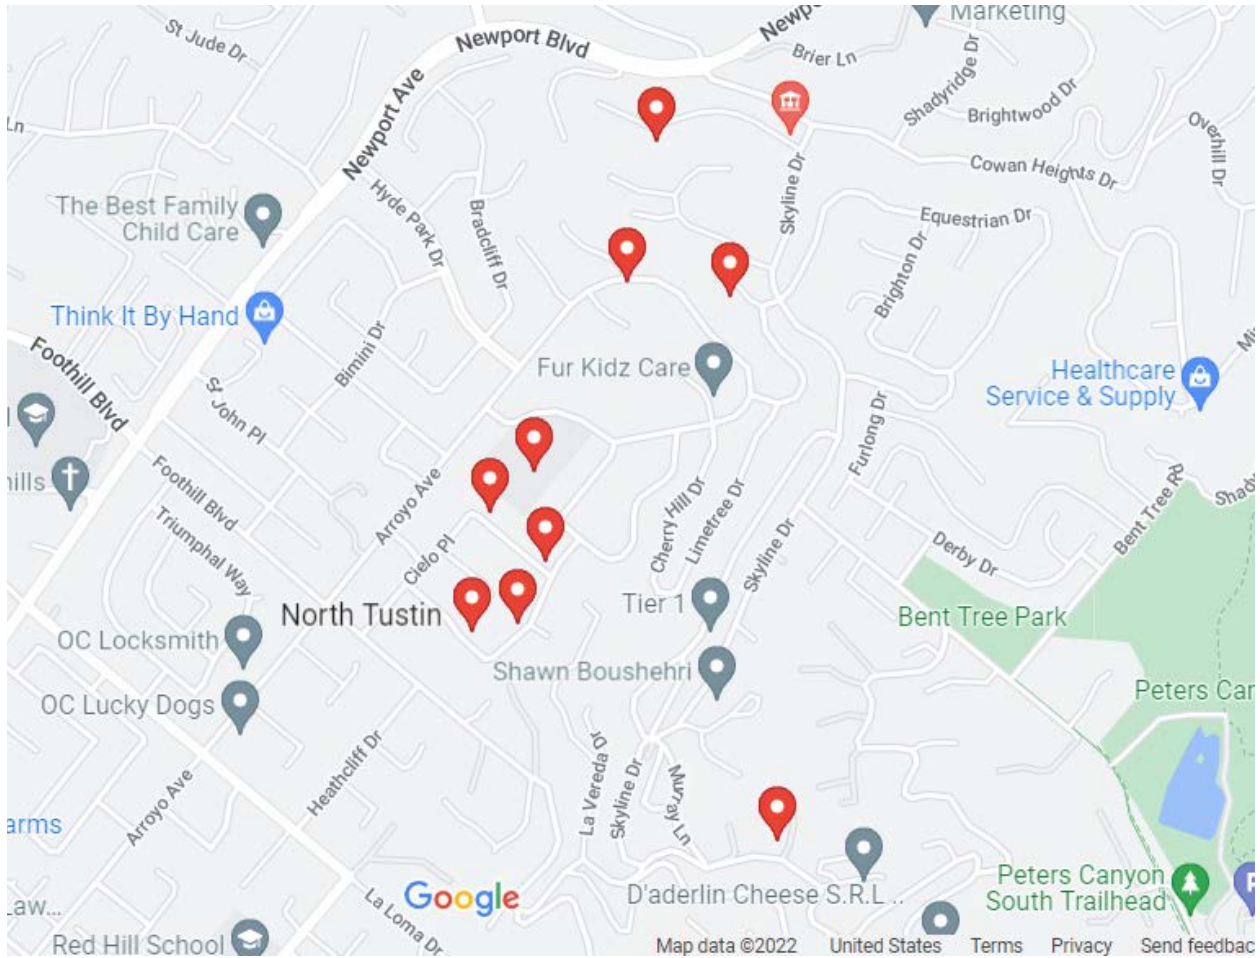 Marketing
St Jude Dr
Newport Blvd
Brier Ln
Shadyridge Dr
Brightwood Dr
Overhill Dr
Ln
Newport Ave
Cowan Heights Dr
Skyline Dr
Hyde Park Dr
Bradcliff Dr
The Best Family
Child Care
Equestrian Dr
Brighton Dr
Think It By Hand
Foothill Blvd
Bimini Dr
Fur Kidz Care
Healthcare
Service & Supply
St John Pl
Furlong Dr
Foothill Blvd
Arroyo Ave
Triumphal Way
Cielo Pl
Cherry Hill Dr
Limetree Dr
Skyline Dr
Derby Dr
Bent Tree Rd
North Tustin
Tier 1
Bent Tree Park
OC Locksmith
Shawn Boushehri
OC Lucky Dogs
Heathcliff Dr
La Vereda Dr
Skyline Dr
Murray Ln
Arroyo Ave
D'aderlin Cheese S.R.L ..
Peters Canyon
South Trailhead
Google
La Loma Dr
Red Hill School
Map data ©2022 United States Terms Privacy